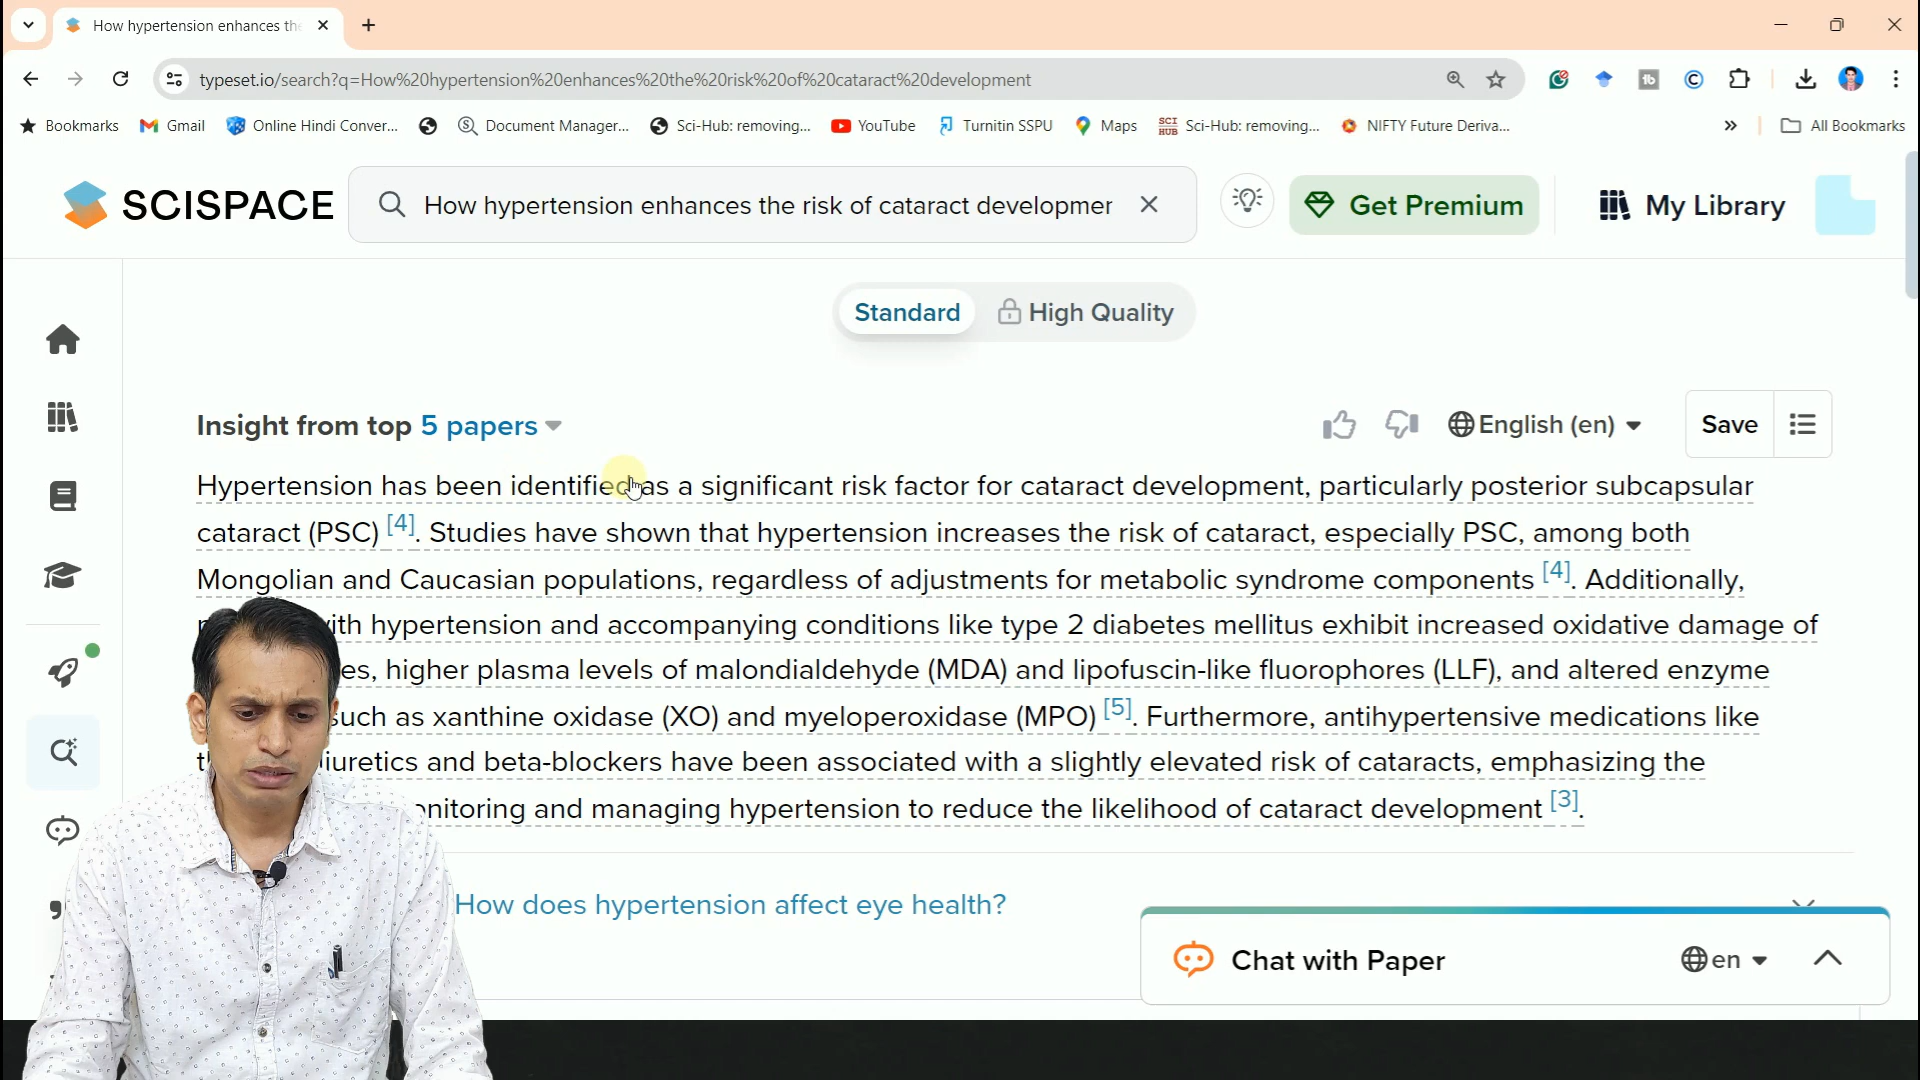 How hypertension enhances the
typeset.io/search?q=How%20hypertension%20enhances%20the%20risk%20of%20cataract%20development
Bookmarks Gmail Online Hindi Conver... Document Manager... Sci-Hub: removing... YouTube Turnitin SSPU Maps SCI HUB Sci-Hub: removing... NIFTY Future Deriva... » All Bookmarks
SCISPACE How hypertension enhances the risk of cataract developmen Get Premium My Library
Standard High Quality
Insight from top 5 papers English (en) Save
Hypertension has been identified as a significant risk factor for cataract development, particularly posterior subcapsular
cataract (PSC) [4]. Studies have shown that hypertension increases the risk of cataract, especially PSC, among both
Mongolian and Caucasian populations, regardless of adjustments for metabolic syndrome components [4]. Additionally,
ith hypertension and accompanying conditions like type 2 diabetes mellitus exhibit increased oxidative damage of
es, higher plasma levels of malondialdehyde (MDA) and lipofuscin-like fluorophores (LLF), and altered enzyme
such as xanthine oxidase (XO) and myeloperoxidase (MPO) [5]. Furthermore, antihypertensive medications like
iuretics and beta-blockers have been associated with a slightly elevated risk of cataracts, emphasizing the
onitoring and managing hypertension to reduce the likelihood of cataract development [3].
How does hypertension affect eye health?
Chat with Paper en